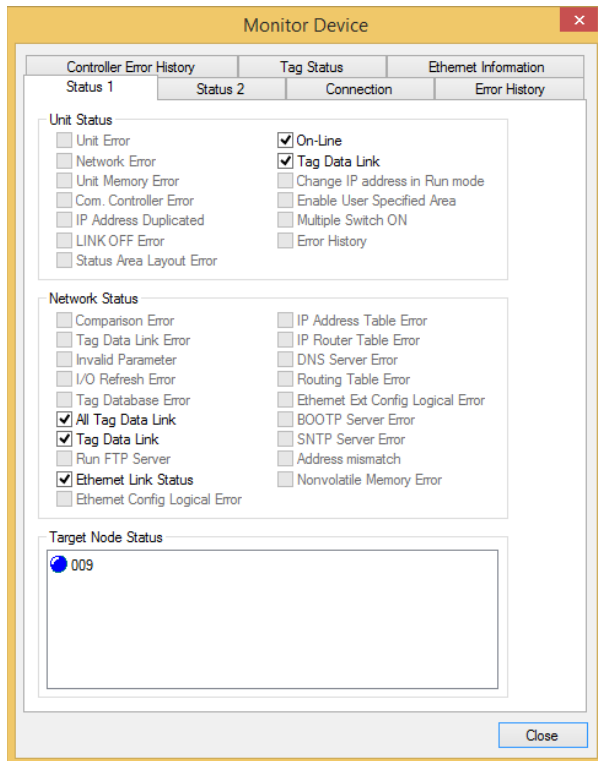 Monitor Device
×
Controller Error History Tag Status Ethernet Information
Status 1 Status 2 Connection Error History
Unit Status
Unit Error
Network Error
Unit Memory Error
Com. Controller Error
IP Address Duplicated
LINK OFF Error
Status Area Layout Error
On-Line
Tag Data Link
Change IP address in Run mode
Enable User Specified Area
Multiple Switch ON
Error History
Network Status
Comparison Error
Tag Data Link Error
Invalid Parameter
I/O Refresh Error
Tag Database Error
All Tag Data Link
Tag Data Link
Run FTP Server
Ethernet Link Status
Ethernet Config Logical Error
IP Address Table Error
IP Router Table Error
DNS Server Error
Routing Table Error
Ethernet Ext Config Logical Error
BOOTP Server Error
SNTP Server Error
Address mismatch
Nonvolatile Memory Error
Target Node Status
009
Close